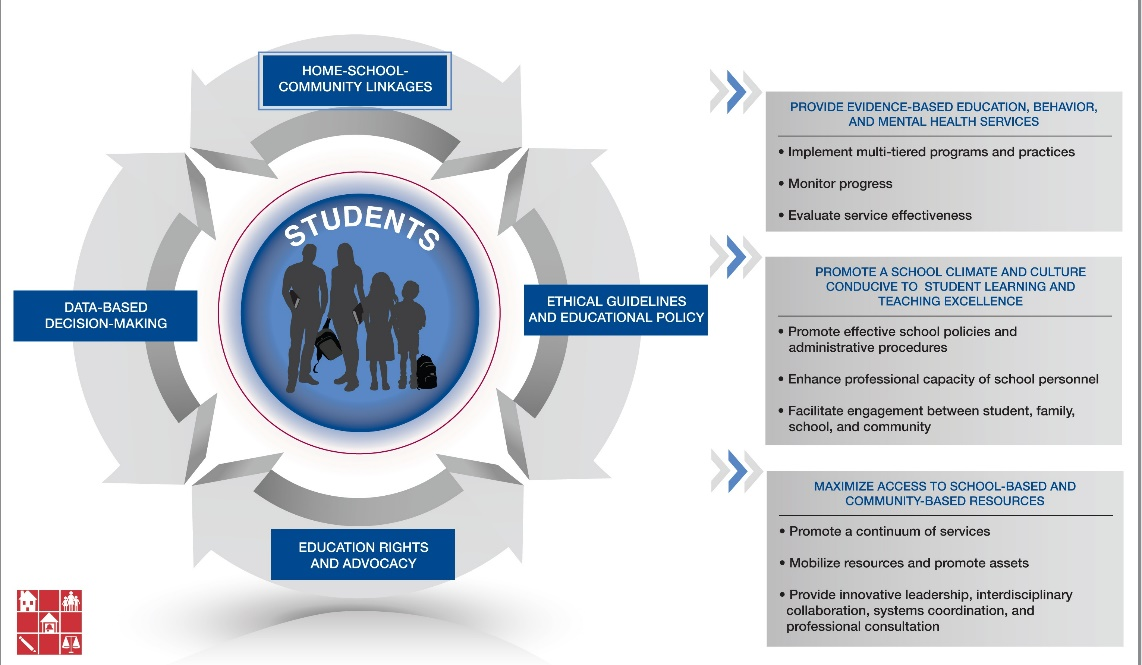 HOME-SCHOOL-
COMMUNITY LINKAGES
STUDENTS
DATA-BASED
DECISION-MAKING
ETHICAL GUIDELINES
AND EDUCATIONAL POLICY
EDUCATION RIGHTS
AND ADVOCACY
PROVIDE EVIDENCE-BASED EDUCATION, BEHAVIOR,
AND MENTAL HEALTH SERVICES
• Implement multi-tiered programs and practices
• Monitor progress
• Evaluate service effectiveness
PROMOTE A SCHOOL CLIMATE AND CULTURE
CONDUCIVE TO STUDENT LEARNING AND
TEACHING EXCELLENCE
• Promote effective school policies and
administrative procedures
• Enhance professional capacity of school personnel
• Facilitate engagement between student, family,
school, and community
MAXIMIZE ACCESS TO SCHOOL-BASED AND
COMMUNITY-BASED RESOURCES
• Promote a continuum of services
• Mobilize resources and promote assets
• Provide innovative leadership, interdisciplinary
collaboration, systems coordination, and
professional consultation